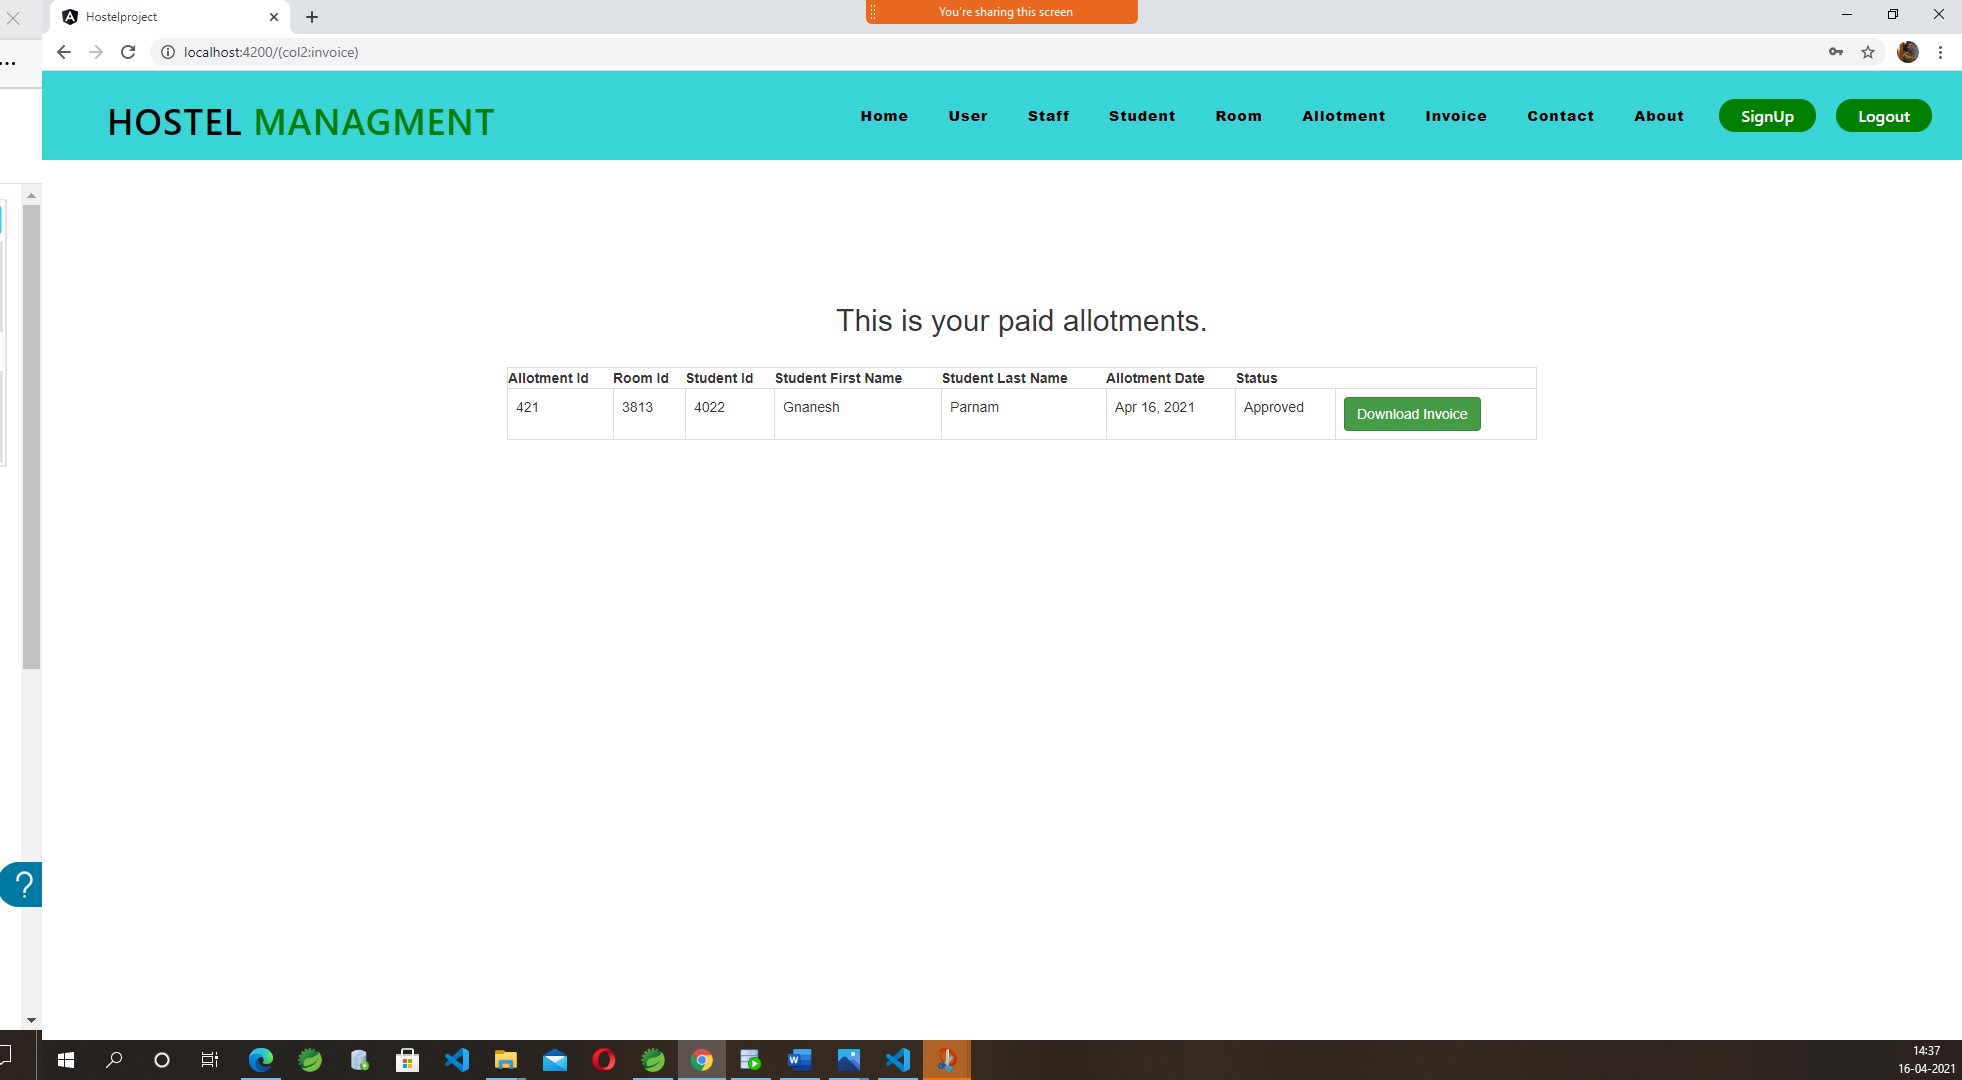 Hostelproject
You're sharing this screen
localhost:4200/(col2:invoice)
HOSTEL MANAGMENT
Home User Staff Student Room Allotment Invoice Contact About SignUp Logout
This is your paid allotments.
Allotment Id Room Id Student Id Student First Name Student Last Name Allotment Date Status
421 3813 4022 Gnanesh Parnam Apr 16, 2021 Approved Download Invoice
?
14:37
16-04-2021